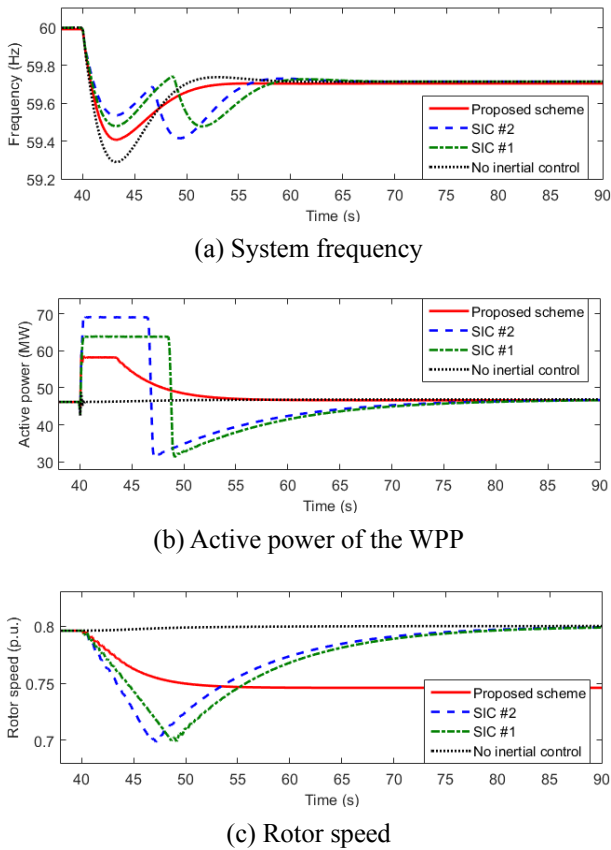 60
59.8
59.6
59.4
59.2
Frequency (Hz)
Proposed scheme
SIC #2
SIC #1
No inertial control
40 45 50 55 60 65 70 75 80 85 90
Time (s)
(a) System frequency
70
60
50
40
30
Active power (MW)
Proposed scheme
SIC #2
SIC #1
No inertial control
40 45 50 55 60 65 70 75 80 85 90
Time (s)
(b) Active power of the WPP
0.8
0.75
0.7
Rotor speed (p.u.)
Proposed scheme
SIC #2
SIC #1
No inertial control
40 45 50 55 60 65 70 75 80 85 90
Time (s)
(c) Rotor speed